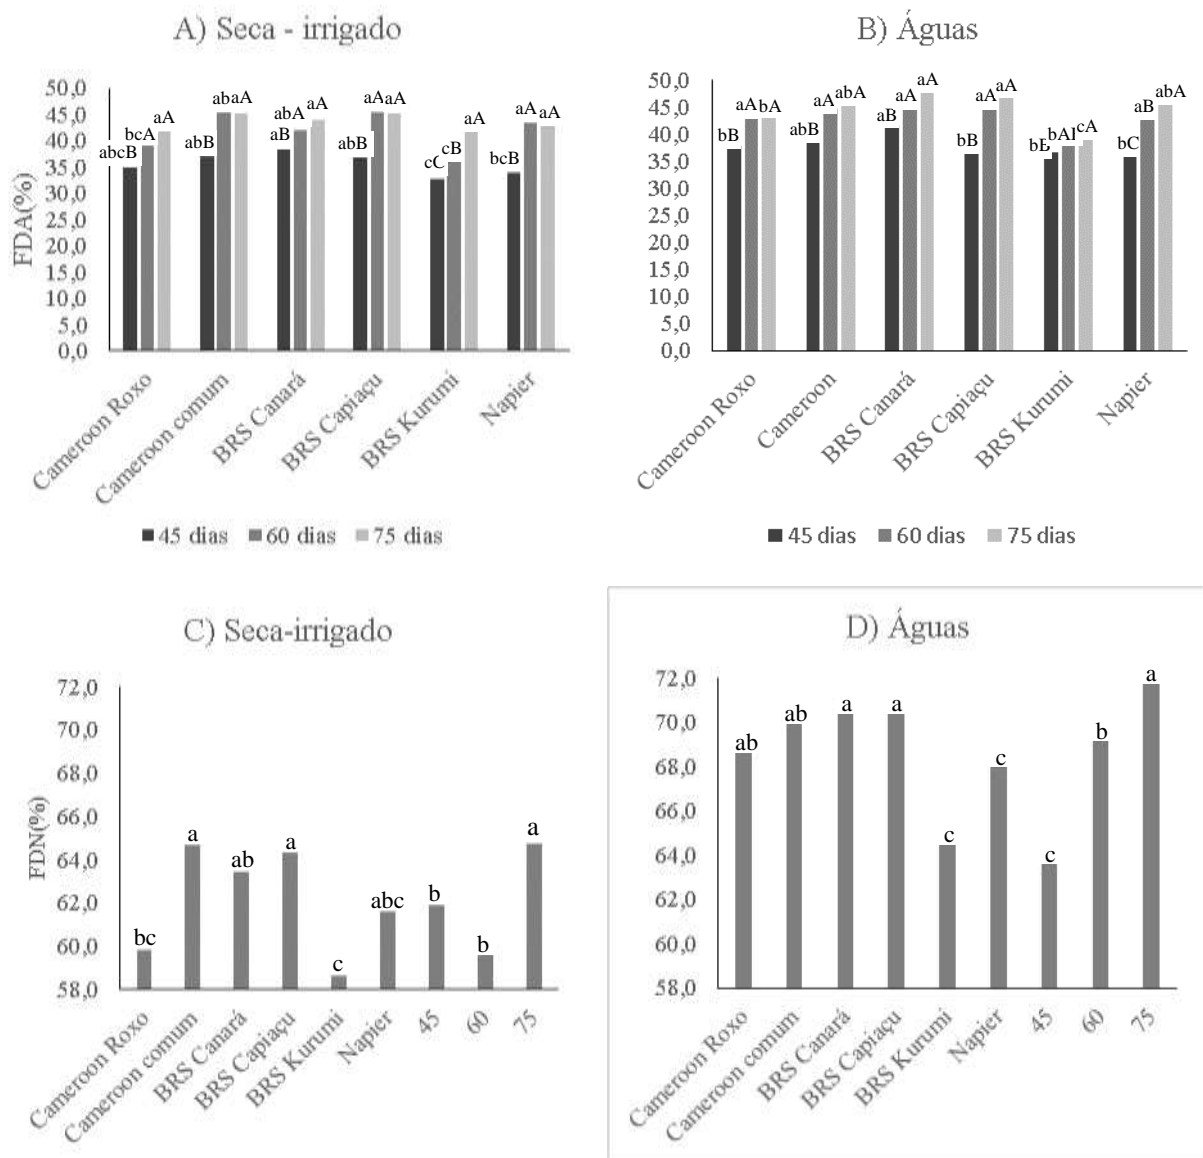 A) Seca - irrigado
FDA(%)
50,0
45,0
40,0
35,0
30,0
25,0
20,0
15,0
10,0
5,0
0,0
abcB bcA aA
abB ab aA
aB abA aA
abB aA aA
cC cB aA
bcB aA aA
Cameroon Roxo
Cameroon comum
BRS Canará
BRS Capiaçu
BRS Kurumi
Napier
45 dias 60 dias 75 dias
B) Águas
50,0
45,0
40,0
35,0
30,0
25,0
20,0
15,0
10,0
5,0
0,0
bB aA bA
abB aA abA
aB aA aA
bB aA aA
bB cA
bC aB abA
Cameroon Roxo
Cameroon
BRS Canará
BRS Capiaçu
BRS Kurumi
Napier
45 dias 60 dias 75 dias
C) Seca-irrigado
FDN(%)
72,0
70,0
68,0
66,0
64,0
62,0
60,0
58,0
bc a ab a c abc b b a
Cameroon Roxo
Cameroon comum
BRS Canará
BRS Capiaçu
BRS Kurumi
Napier
45
60
75
D) Águas
72,0
70,0
68,0
66,0
64,0
62,0
60,0
58,0
ab ab a a c c c b a
Cameroon Roxo
Cameroon comum
BRS Canará
BRS Capiaçu
BRS Kurumi
Napier
45
60
75